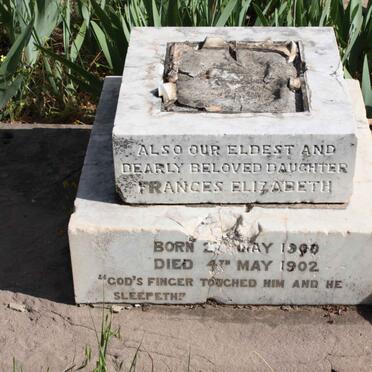 ALSO OUR ELDEST AND
DEARLY BELOVED DAUGHTER
FRANCES ELIZABETH
BORN MAY 1900
DIED 4TH MAY 1902
"GOD'S FINGER TOUCHED HIM AND HE
SLEEPETH"